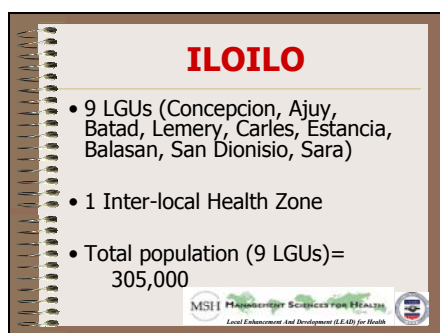 ILOILO
• 9 LGUs (Concepcion, Ajuy,
Batad, Lemery, Carles, Estancia,
Balasan, San Dionisio, Sara)
• 1 Inter-local Health Zone
• Total population (9 LGUs)=
305,000
MSH MANAGEMENT SCIENCES FOR HEALTH
Local Enhancement And Development (LEAD) for Health